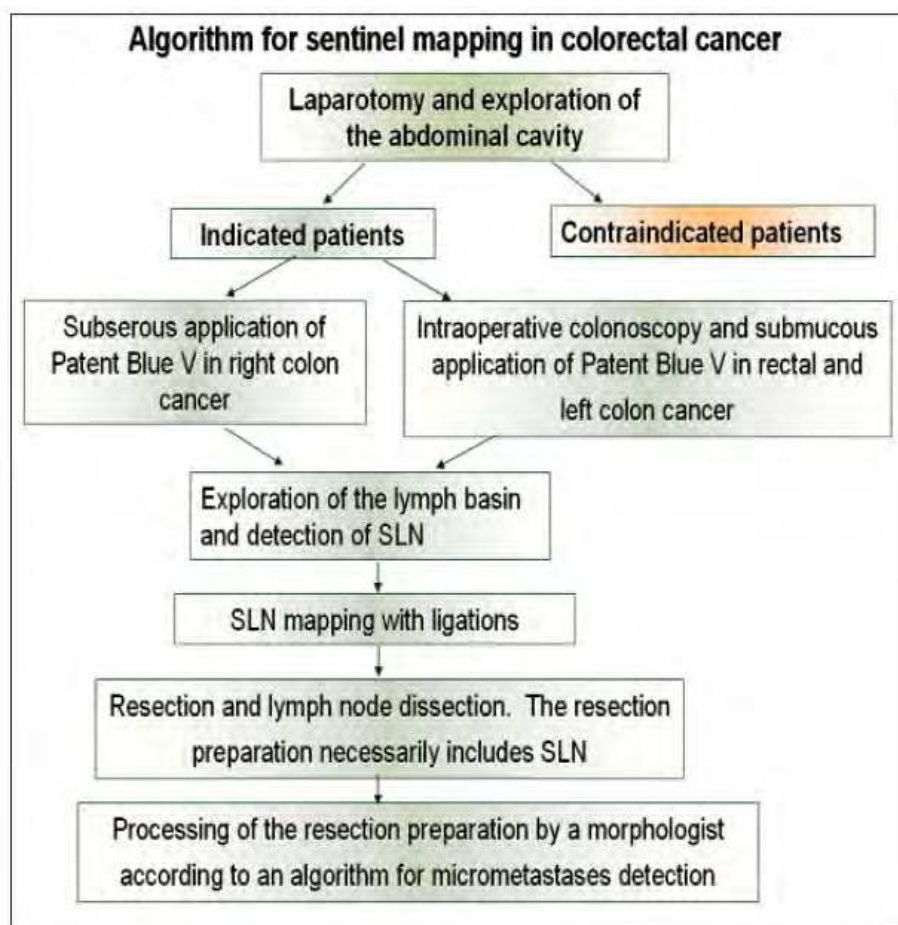 Algorithm for sentinel mapping in colorectal cancer
Laparotomy and exploration of
the abdominal cavity
Indicated patients
Contraindicated patients
Subserous application of
Patent Blue V in right colon
cancer
Intraoperative colonoscopy and submucous
application of Patent Blue V in rectal and
left colon cancer
Exploration of the lymph basin
and detection of SLN
SLN mapping with ligations
Resection and lymph node dissection. The resection
preparation necessarily includes SLN
Processing of the resection preparation by a morphologist
according to an algorithm for micrometastases detection